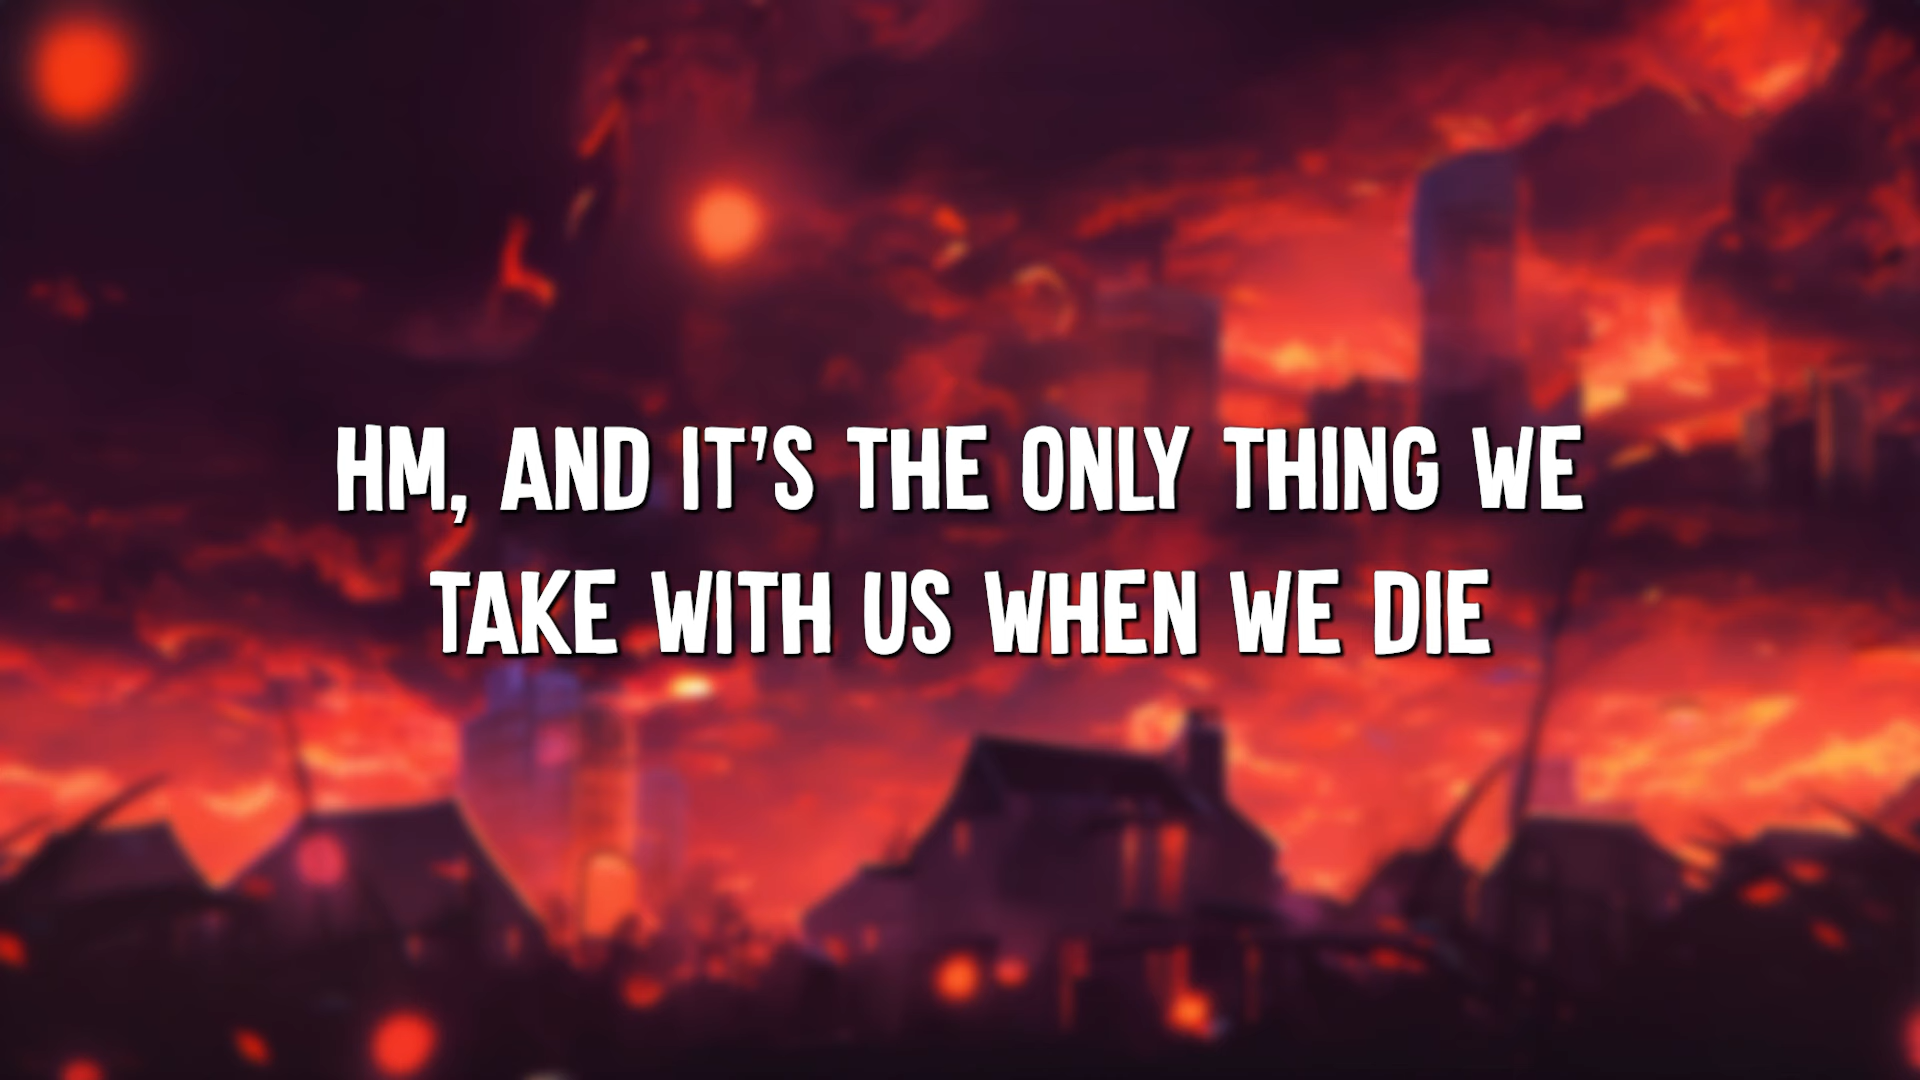 HM, AND IT'S THE ONLY THING WE
TAKE WITH US WHEN WE DIE